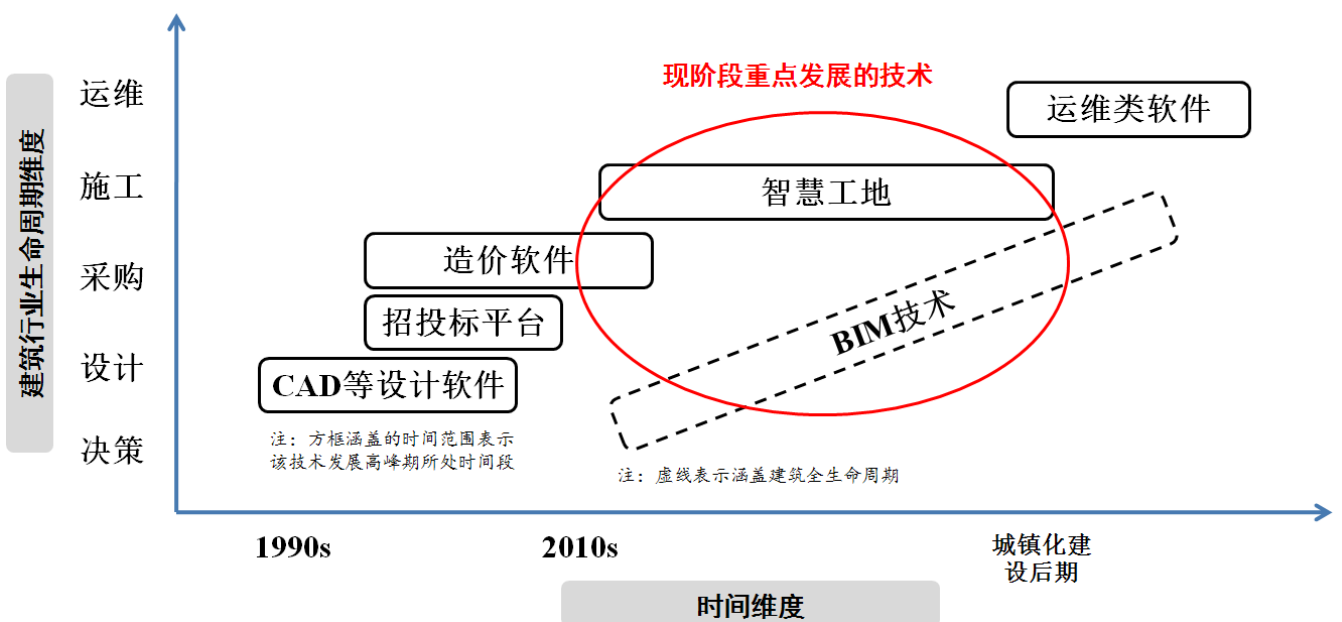 现阶段重点发展的技术
建筑行业生命周期维度
运维
施工
采购
设计
决策
运维类软件
智慧工地
造价软件
招投标平台
CAD等设计软件
BIM技术
注：方框涵盖的时间范围表示
该技术发展高峰期所处时间段
注：虚线表示涵盖建筑全生命周期
1990s
2010s
城镇化建
设后期
时间维度